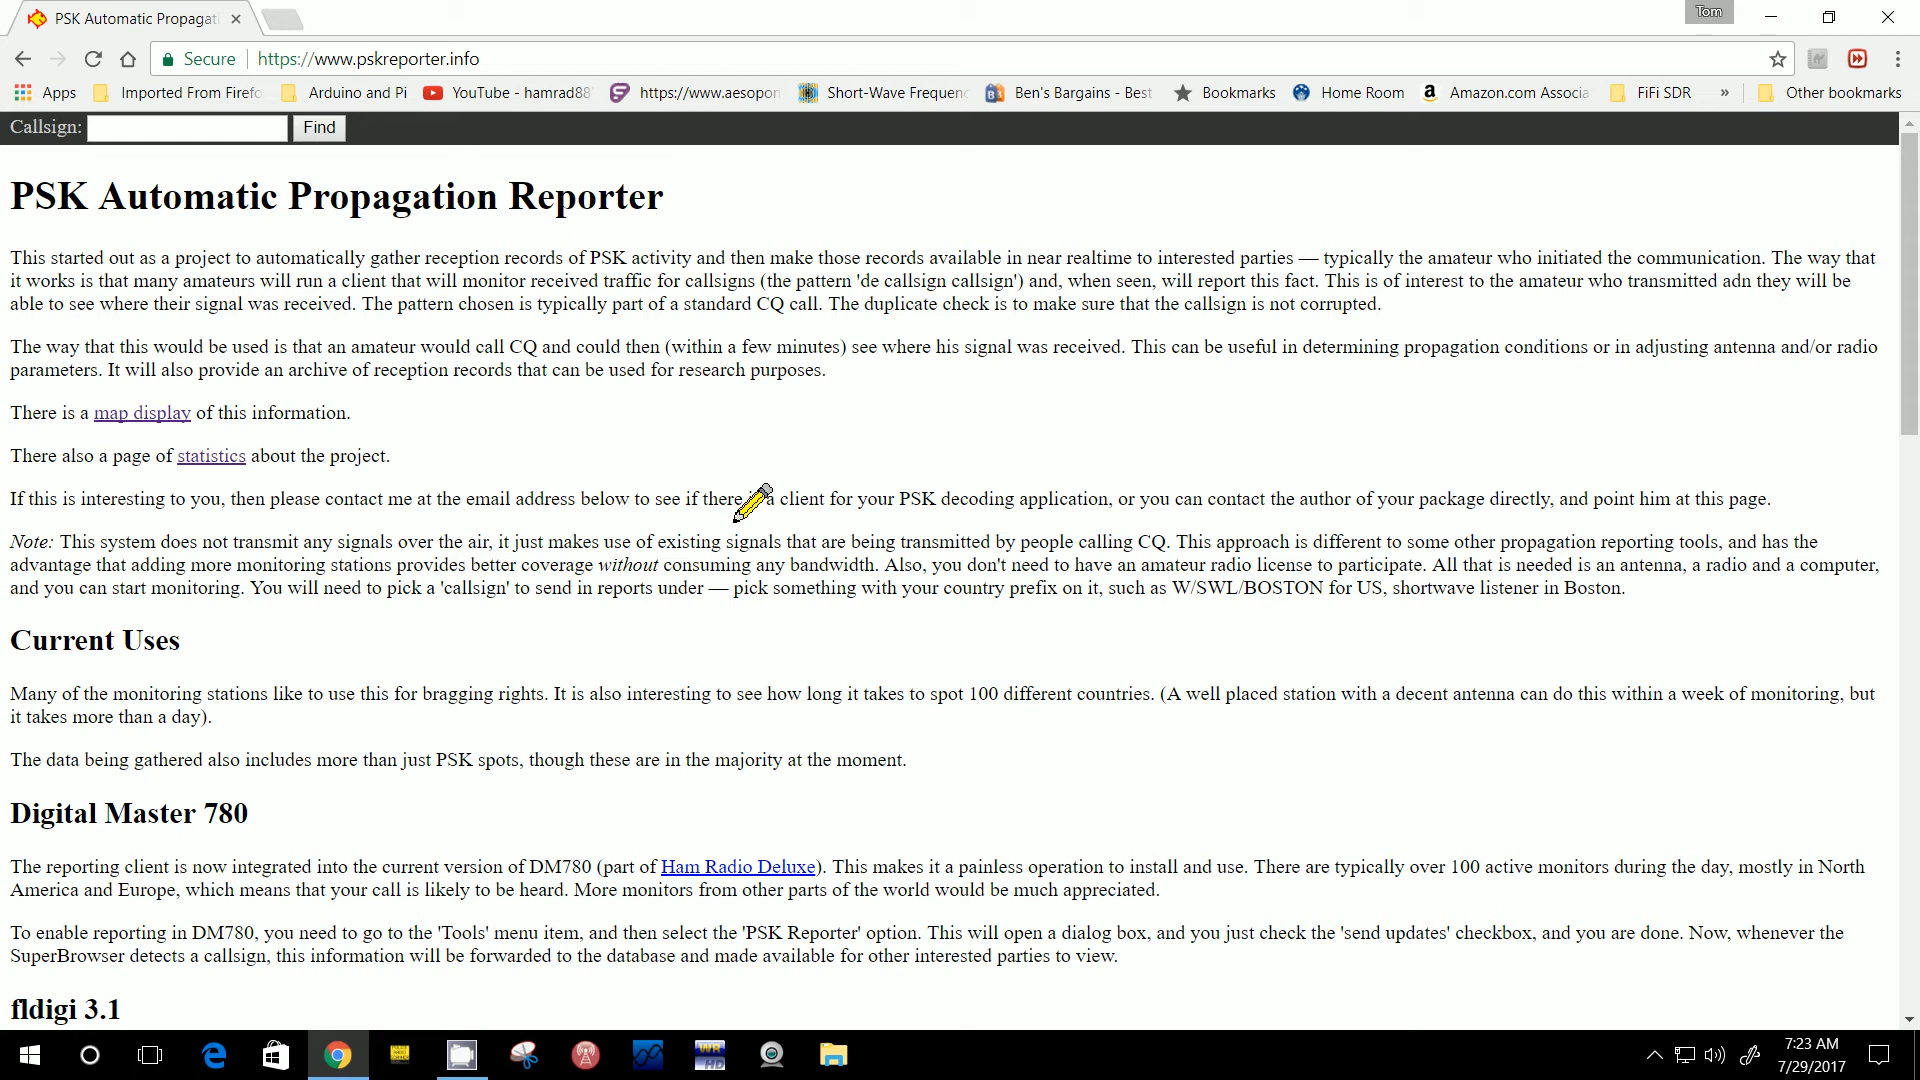 PSK Automatic Propagati
Tom
Secure https://www.pskreporter.info
Apps Imported From Firefo Arduino and Pi YouTube - hamrad88 https://www.aesopon Short-Wave Frequenc Ben's Bargains - Best Bookmarks Home Room Amazon.com Associa FiFi SDR » Other bookmarks
Callsign: Find
PSK Automatic Propagation Reporter
This started out as a project to automatically gather reception records of PSK activity and then make those records available in near realtime to interested parties — typically the amateur who initiated the communication. The way that
it works is that many amateurs will run a client that will monitor received traffic for callsigns (the pattern 'de callsign callsign') and, when seen, will report this fact. This is of interest to the amateur who transmitted adn they will be
able to see where their signal was received. The pattern chosen is typically part of a standard CQ call. The duplicate check is to make sure that the callsign is not corrupted.
The way that this would be used is that an amateur would call CQ and could then (within a few minutes) see where his signal was received. This can be useful in determining propagation conditions or in adjusting antenna and/or radio
parameters. It will also provide an archive of reception records that can be used for research purposes.
There is a map display of this information.
There also a page of statistics about the project.
If this is interesting to you, then please contact me at the email address below to see if there a client for your PSK decoding application, or you can contact the author of your package directly, and point him at this page.
Note: This system does not transmit any signals over the air, it just makes use of existing signals that are being transmitted by people calling CQ. This approach is different to some other propagation reporting tools, and has the
advantage that adding more monitoring stations provides better coverage without consuming any bandwidth. Also, you don't need to have an amateur radio license to participate. All that is needed is an antenna, a radio and a computer,
and you can start monitoring. You will need to pick a 'callsign' to send in reports under — pick something with your country prefix on it, such as W/SWL/BOSTON for US, shortwave listener in Boston.
Current Uses
Many of the monitoring stations like to use this for bragging rights. It is also interesting to see how long it takes to spot 100 different countries. (A well placed station with a decent antenna can do this within a week of monitoring, but
it takes more than a day).
The data being gathered also includes more than just PSK spots, though these are in the majority at the moment.
Digital Master 780
The reporting client is now integrated into the current version of DM780 (part of Ham Radio Deluxe). This makes it a painless operation to install and use. There are typically over 100 active monitors during the day, mostly in North
America and Europe, which means that your call is likely to be heard. More monitors from other parts of the world would be much appreciated.
To enable reporting in DM780, you need to go to the 'Tools' menu item, and then select the 'PSK Reporter' option. This will open a dialog box, and you just check the 'send updates' checkbox, and you are done. Now, whenever the
SuperBrowser detects a callsign, this information will be forwarded to the database and made available for other interested parties to view.
fldigi 3.1
7:23 AM
7/29/2017